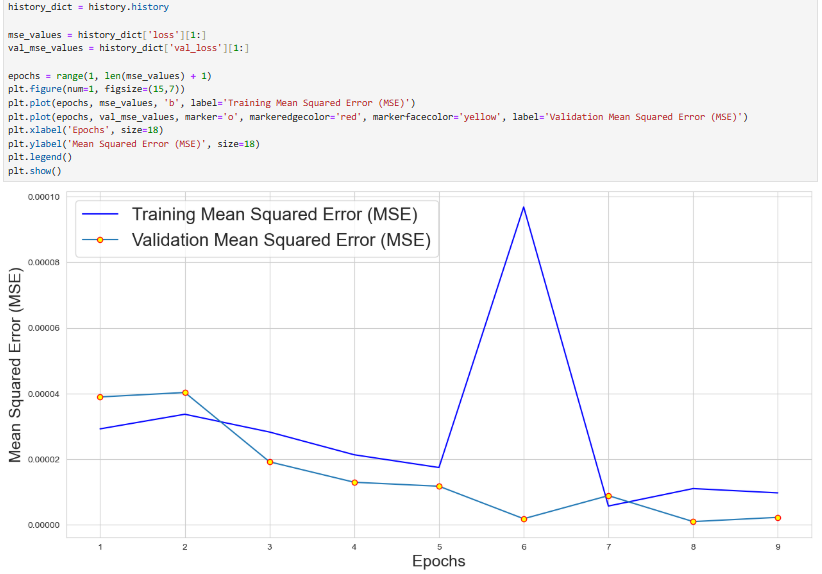 history_dict = history.history
mse_values = history_dict['loss'][1:]
val_mse_values = history_dict['val_loss'][1:]
epochs = range(1, len(mse_values) + 1)
plt.figure(num=1, figsize=(15,7))
plt.plot(epochs, mse_values, 'b', label='Training Mean Squared Error (MSE)')
plt.plot(epochs, val_mse_values, marker='o', markeredgecolor='red', markerfacecolor='yellow', label='Validation Mean Squared Error (MSE)')
plt.xlabel('Epochs', size=18)
plt.ylabel('Mean Squared Error (MSE)', size=18)
plt.legend()
plt.show()
Training Mean Squared Error (MSE)
Validation Mean Squared Error (MSE)
Mean Squared Error (MSE)
0.00010
0.00008
0.00006
0.00004
0.00002
0.00000
1 2 3 4 5 6 7 8 9
Epochs